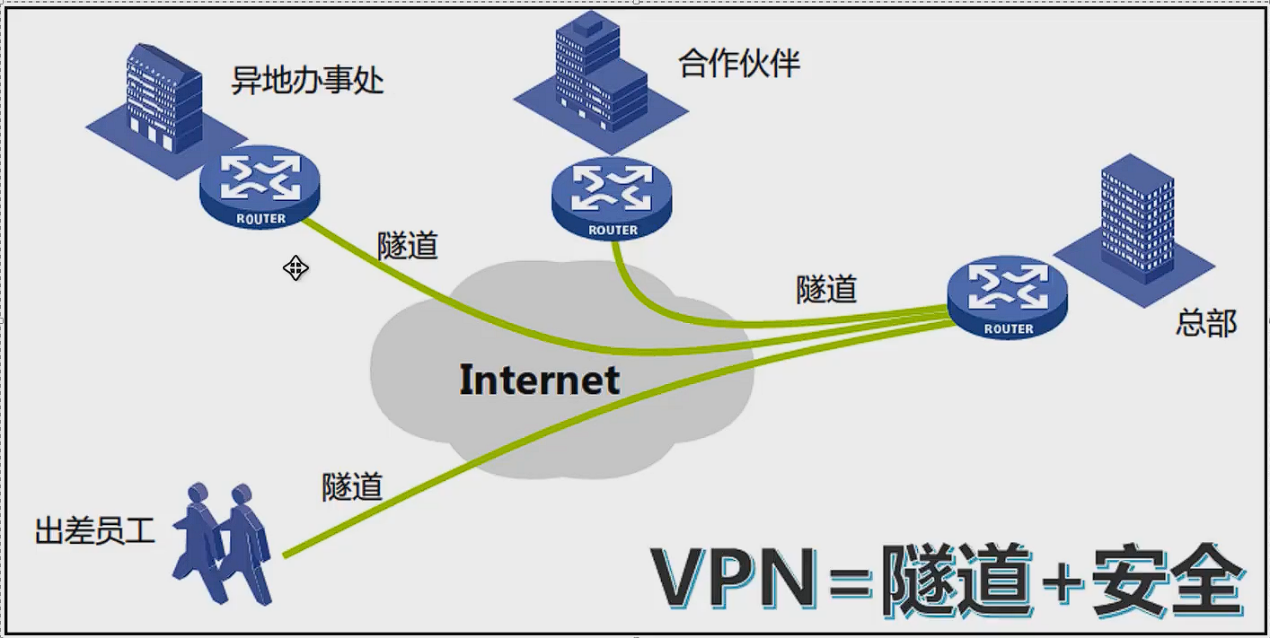 异地办事处
合作伙伴
ROUTER
ROUTER
隧道
隧道
ROUTER
总部
Internet
隧道
出差员工
VPN=隧道+安全